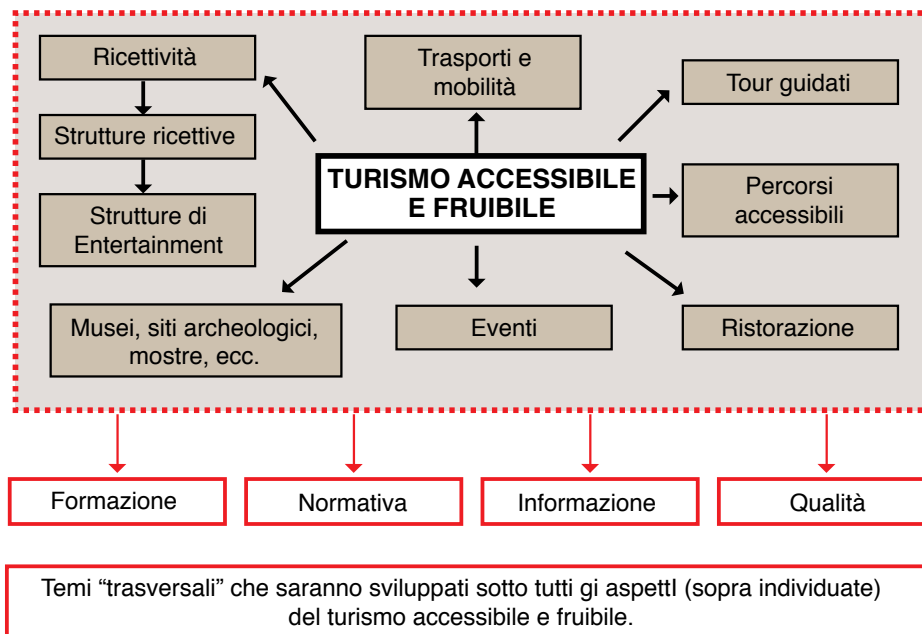 Ricettività
Trasporti e
mobilità
Tour guidati
Strutture ricettive
TURISMO ACCESSIBILE
E FRUIBILE
Percorsi
accessibili
Strutture di
Entertainment
Musei, siti archeologici,
mostre, ecc.
Eventi
Ristorazione
Formazione
Normativa
Informazione
Qualità
Temi “trasversali” che saranno sviluppati sotto tutti gi aspettI (sopra individuate)
del turismo accessibile e fruibile.